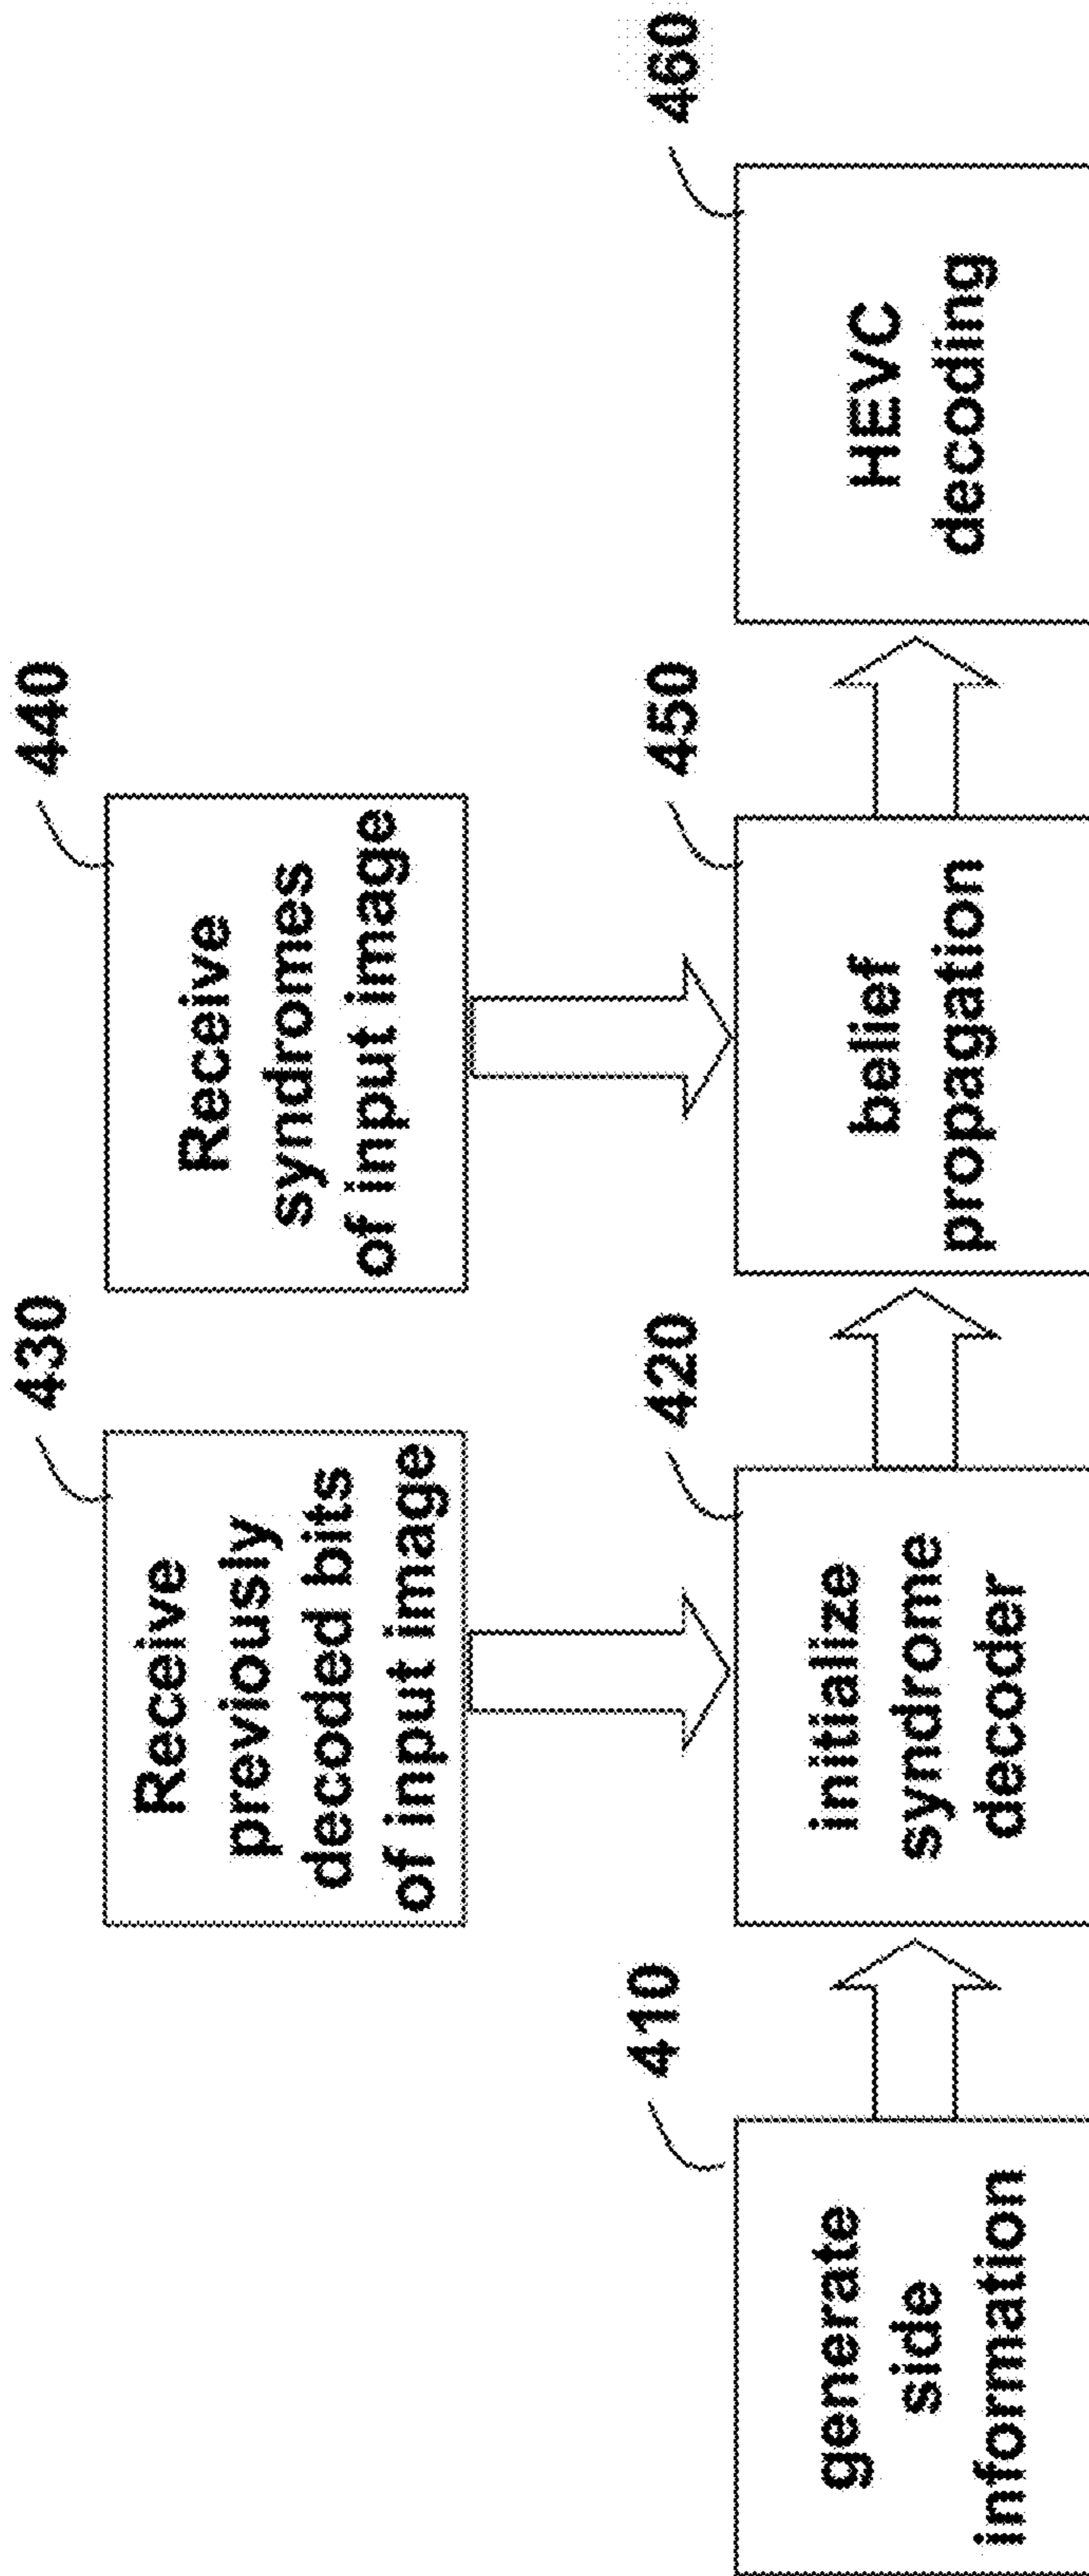 430
Receive
previously
decoded bits
of input image
440
Receive
syndromes
of input image
410
generate
side
information
420
initialize
syndrome
decoder
450
belief
propagation
460
HEVC
decoding